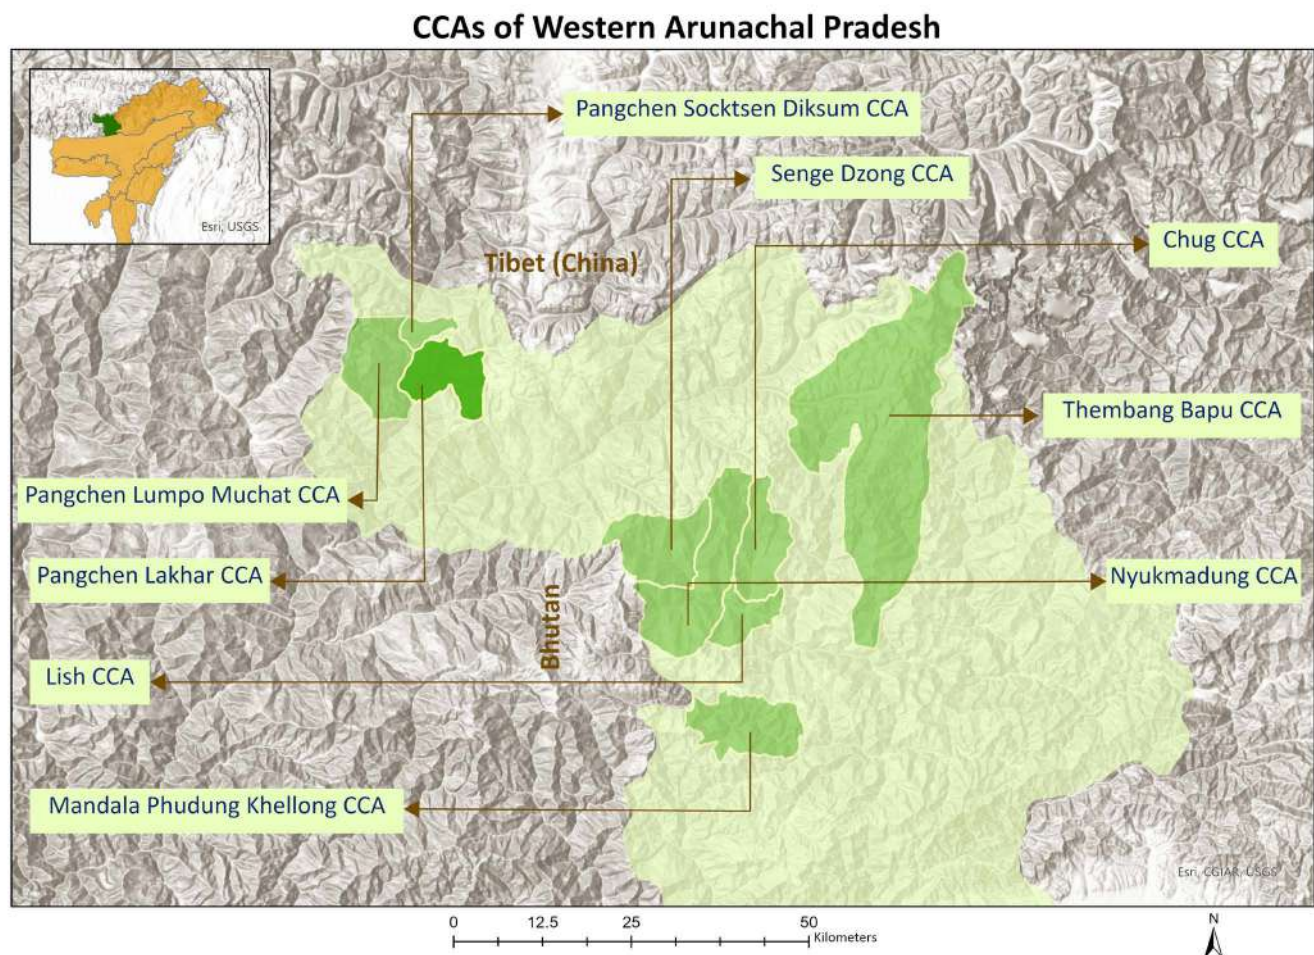 CCAs of Western Arunachal Pradesh
Esri, USGS
Pangchen Socktsen Diksum CCA
Senge Dzong CCA
Chug CCA
Tibet (China)
Thembang Bapu CCA
Pangchen Lumpo Muchat CCA
Pangchen Lakhar CCA
Nyukmadung CCA
Bhutan
Lish CCA
Mandala Phudung Khellong CCA
Esri, CGIAR, USGS
0 12.5 25 50
Kilometers
N